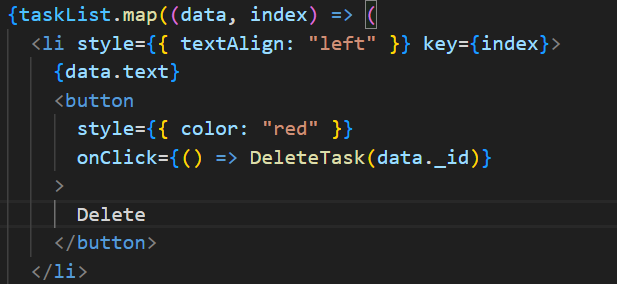 {taskList.map((data, index) => (
<li style={{ textAlign: "left" }} key={index}>
{data.text}
<button
style={{ color: "red" }}
onClick={() => DeleteTask(data._id)}
>
Delete
</button>
</li>